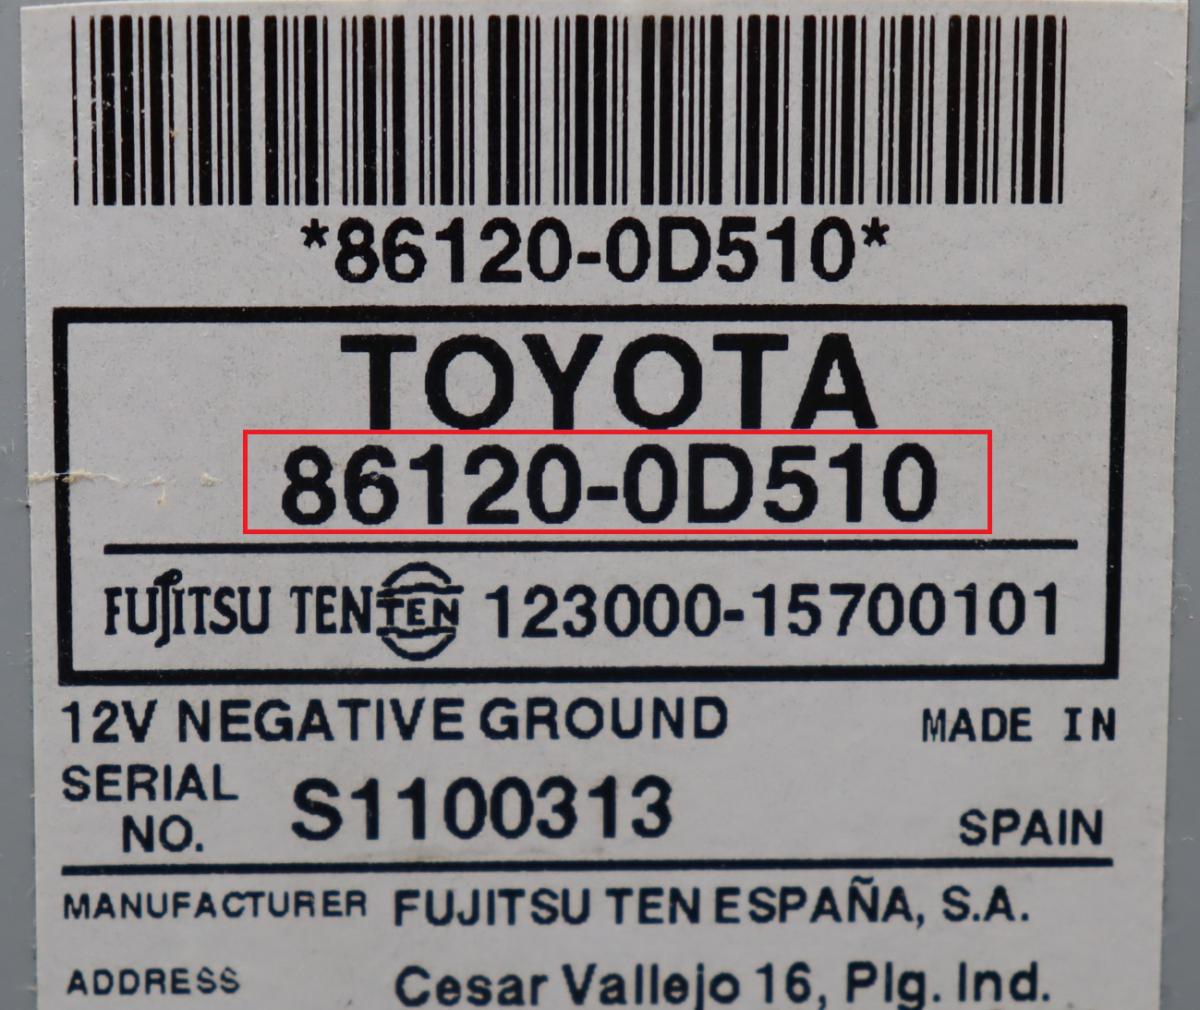 *86120-0D510*
TOYOTA
86120-0D510
FUJITSU TEN TEN 123000-15700101
12V NEGATIVE GROUND MADE IN
SERIAL NO. S1100313 SPAIN
MANUFACTURER FUJITSU TEN ESPAÑA, S.A.
ADDRESS Cesar Vallejo 16, Plg. Ind.